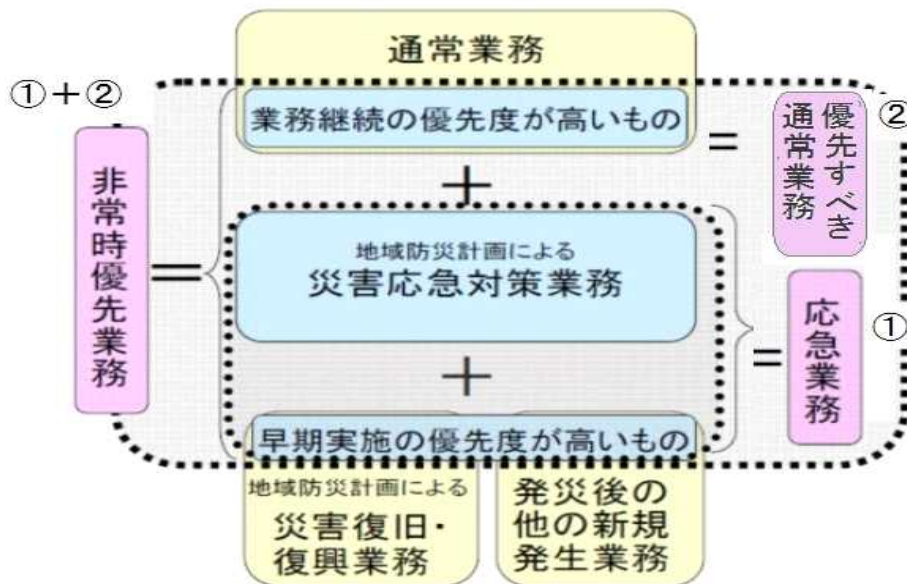 通常業務
①＋②
業務継続の優先度が高いもの
＝
優先すべき
通常業務
②
＋
非常時優先業務
＝
地域防災計画による
災害応急対策業務
＝
応急業務
①
＋
早期実施の優先度が高いもの
地域防災計画による
災害復旧・
復興業務
発災後の
他の新規
発生業務